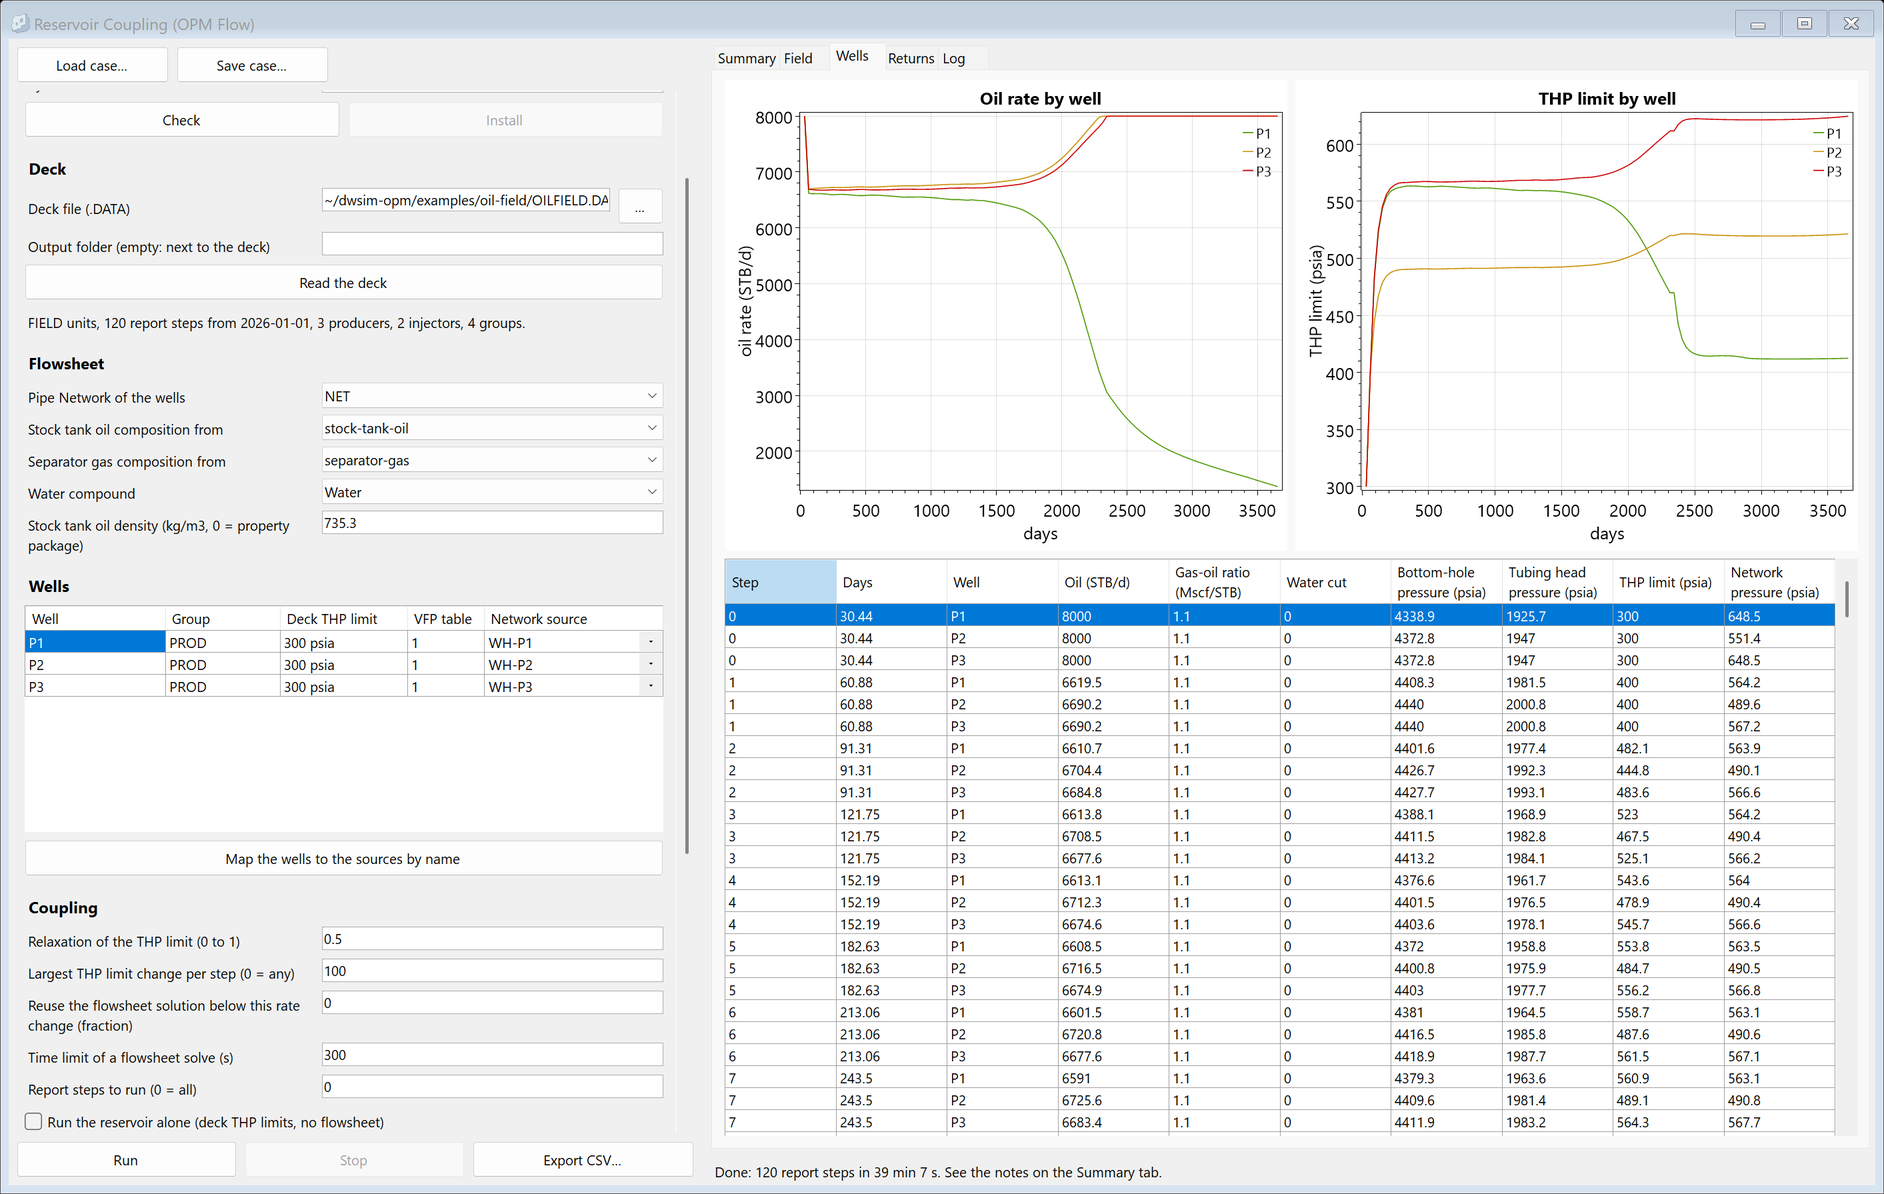 Reservoir Coupling (OPM Flow)
Load case...
Save case...
Check
Install
Deck
Deck file (.DATA)
~/dwsim-opm/examples/oil-field/OILFIELD.DA
...
Output folder (empty: next to the deck)
Read the deck
FIELD units, 120 report steps from 2026-01-01, 3 producers, 2 injectors, 4 groups.
Flowsheet
Pipe Network of the wells
NET
Stock tank oil composition from
stock-tank-oil
Separator gas composition from
separator-gas
Water compound
Water
Stock tank oil density (kg/m3, 0 = property
package)
735.3
Wells
Well Group Deck THP limit VFP table Network source
P1 PROD 300 psia 1 WH-P1
P2 PROD 300 psia 1 WH-P2
P3 PROD 300 psia 1 WH-P3
Map the wells to the sources by name
Coupling
Relaxation of the THP limit (0 to 1)
0.5
Largest THP limit change per step (0 = any)
100
Reuse the flowsheet solution below this rate
change (fraction)
0
Time limit of a flowsheet solve (s)
300
Report steps to run (0 = all)
0
Run the reservoir alone (deck THP limits, no flowsheet)
Run
Stop
Export CSV...
Summary Field Wells Returns Log
Oil rate by well
8000
7000
6000
5000
4000
3000
2000
oil rate (STB/d)
P1
P2
P3
0 500 1000 1500 2000 2500 3000 3500
days
THP limit by well
600
550
500
450
400
350
300
THP limit (psia)
P1
P2
P3
0 500 1000 1500 2000 2500 3000 3500
days
Step Days Well Oil (STB/d) Gas-oil ratio (Mscf/STB) Water cut Bottom-hole pressure (psia) Tubing head pressure (psia) THP limit (psia) Network pressure (psia)
0 30.44 P1 8000 1.1 0 4338.9 1925.7 300 648.5
0 30.44 P2 8000 1.1 0 4372.8 1947 300 551.4
0 30.44 P3 8000 1.1 0 4372.8 1947 300 648.5
1 60.88 P1 6619.5 1.1 0 4408.3 1981.5 400 564.2
1 60.88 P2 6690.2 1.1 0 4440 2000.8 400 489.6
1 60.88 P3 6690.2 1.1 0 4440 2000.8 400 567.2
2 91.31 P1 6610.7 1.1 0 4401.6 1977.4 482.1 563.9
2 91.31 P2 6704.4 1.1 0 4426.7 1992.3 444.8 490.1
2 91.31 P3 6684.8 1.1 0 4427.7 1993.1 483.6 566.6
3 121.75 P1 6613.8 1.1 0 4388.1 1968.9 523 564.2
3 121.75 P2 6708.5 1.1 0 4411.5 1982.8 467.5 490.4
3 121.75 P3 6677.6 1.1 0 4413.2 1984.1 525.1 566.2
4 152.19 P1 6613.1 1.1 0 4376.6 1961.7 543.6 564
4 152.19 P2 6712.3 1.1 0 4401.5 1976.5 478.9 490.4
4 152.19 P3 6674.6 1.1 0 4403.6 1978.1 545.7 566.6
5 182.63 P1 6608.5 1.1 0 4372 1958.8 553.8 563.5
5 182.63 P2 6716.5 1.1 0 4400.8 1975.9 484.7 490.5
5 182.63 P3 6674.9 1.1 0 4403 1977.7 556.2 566.8
6 213.06 P1 6601.5 1.1 0 4381 1964.5 558.7 563.1
6 213.06 P2 6720.8 1.1 0 4416.5 1985.8 487.6 490.6
6 213.06 P3 6677.6 1.1 0 4418.9 1987.7 561.5 567.1
7 243.5 P1 6591 1.1 0 4379.3 1963.6 560.9 563.1
7 243.5 P2 6725.6 1.1 0 4409.6 1981.4 489.1 490.8
7 243.5 P3 6683.4 1.1 0 4411.9 1983.2 564.3 567.7
Done: 120 report steps in 39 min 7 s. See the notes on the Summary tab.